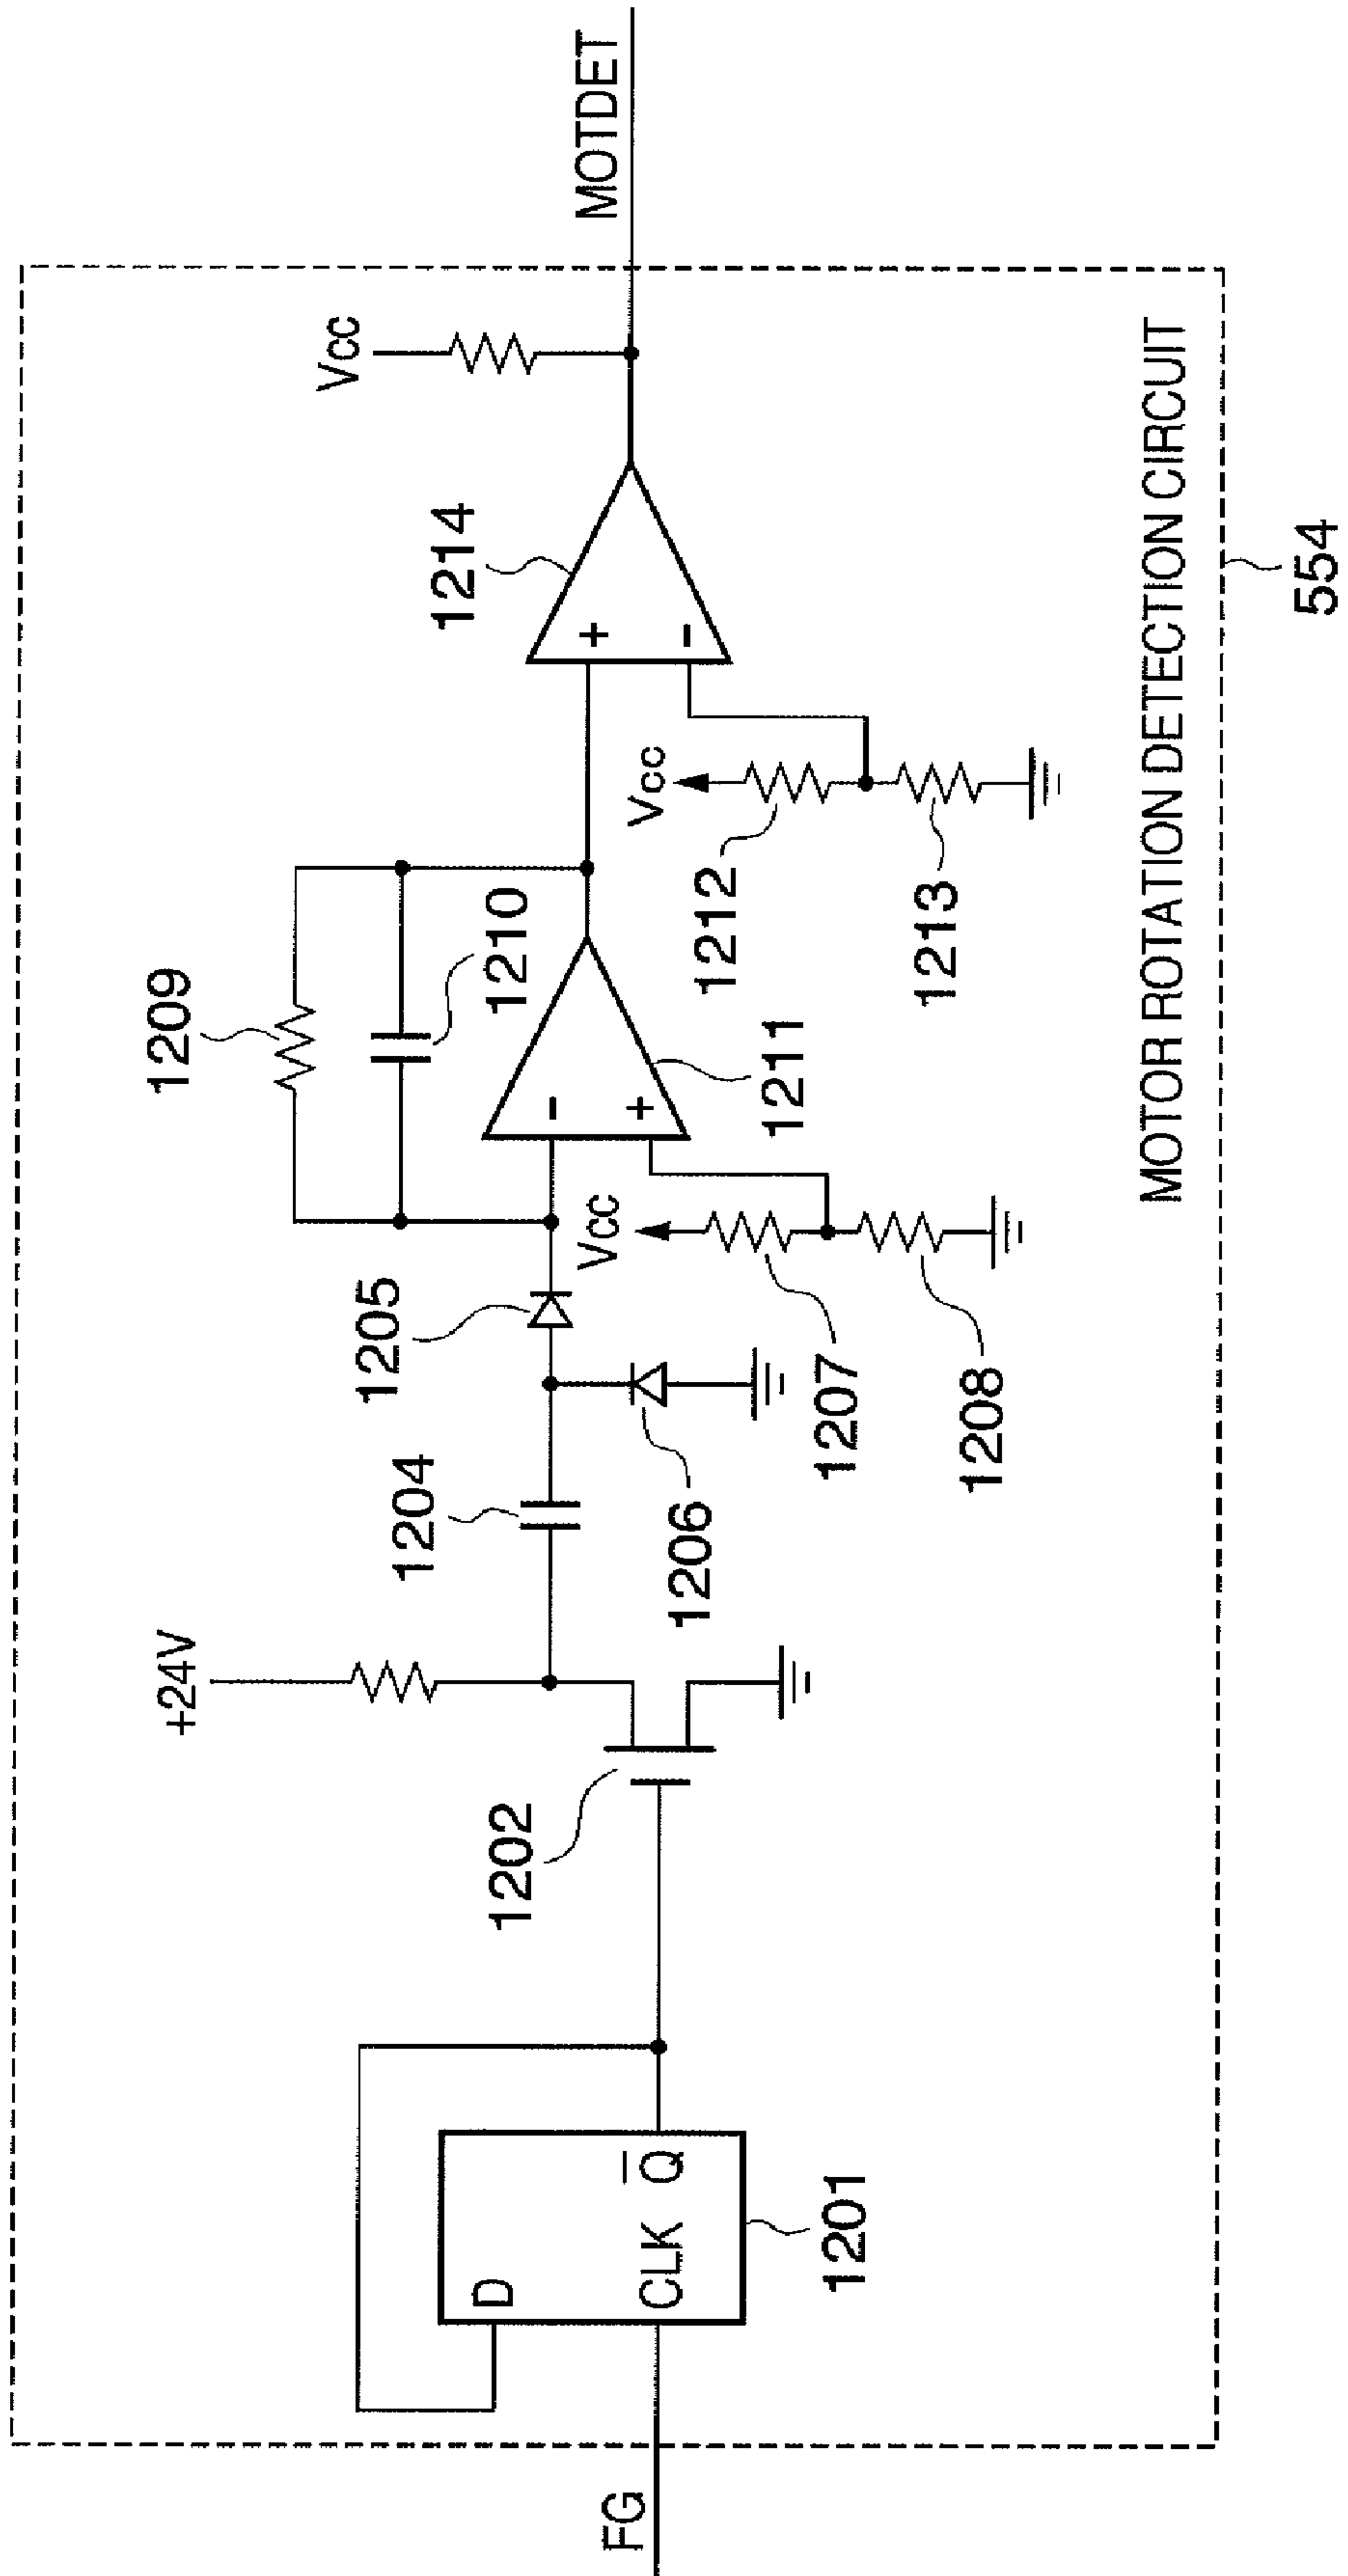 FG
D
CLK
Q̅
1201
1202
+24V
1204
1206
1205
Vcc
1207
1208
1209
1210
-
+
1211
Vcc
1212
1213
+
-
1214
Vcc
MOTDET
MOTOR ROTATION DETECTION CIRCUIT
554